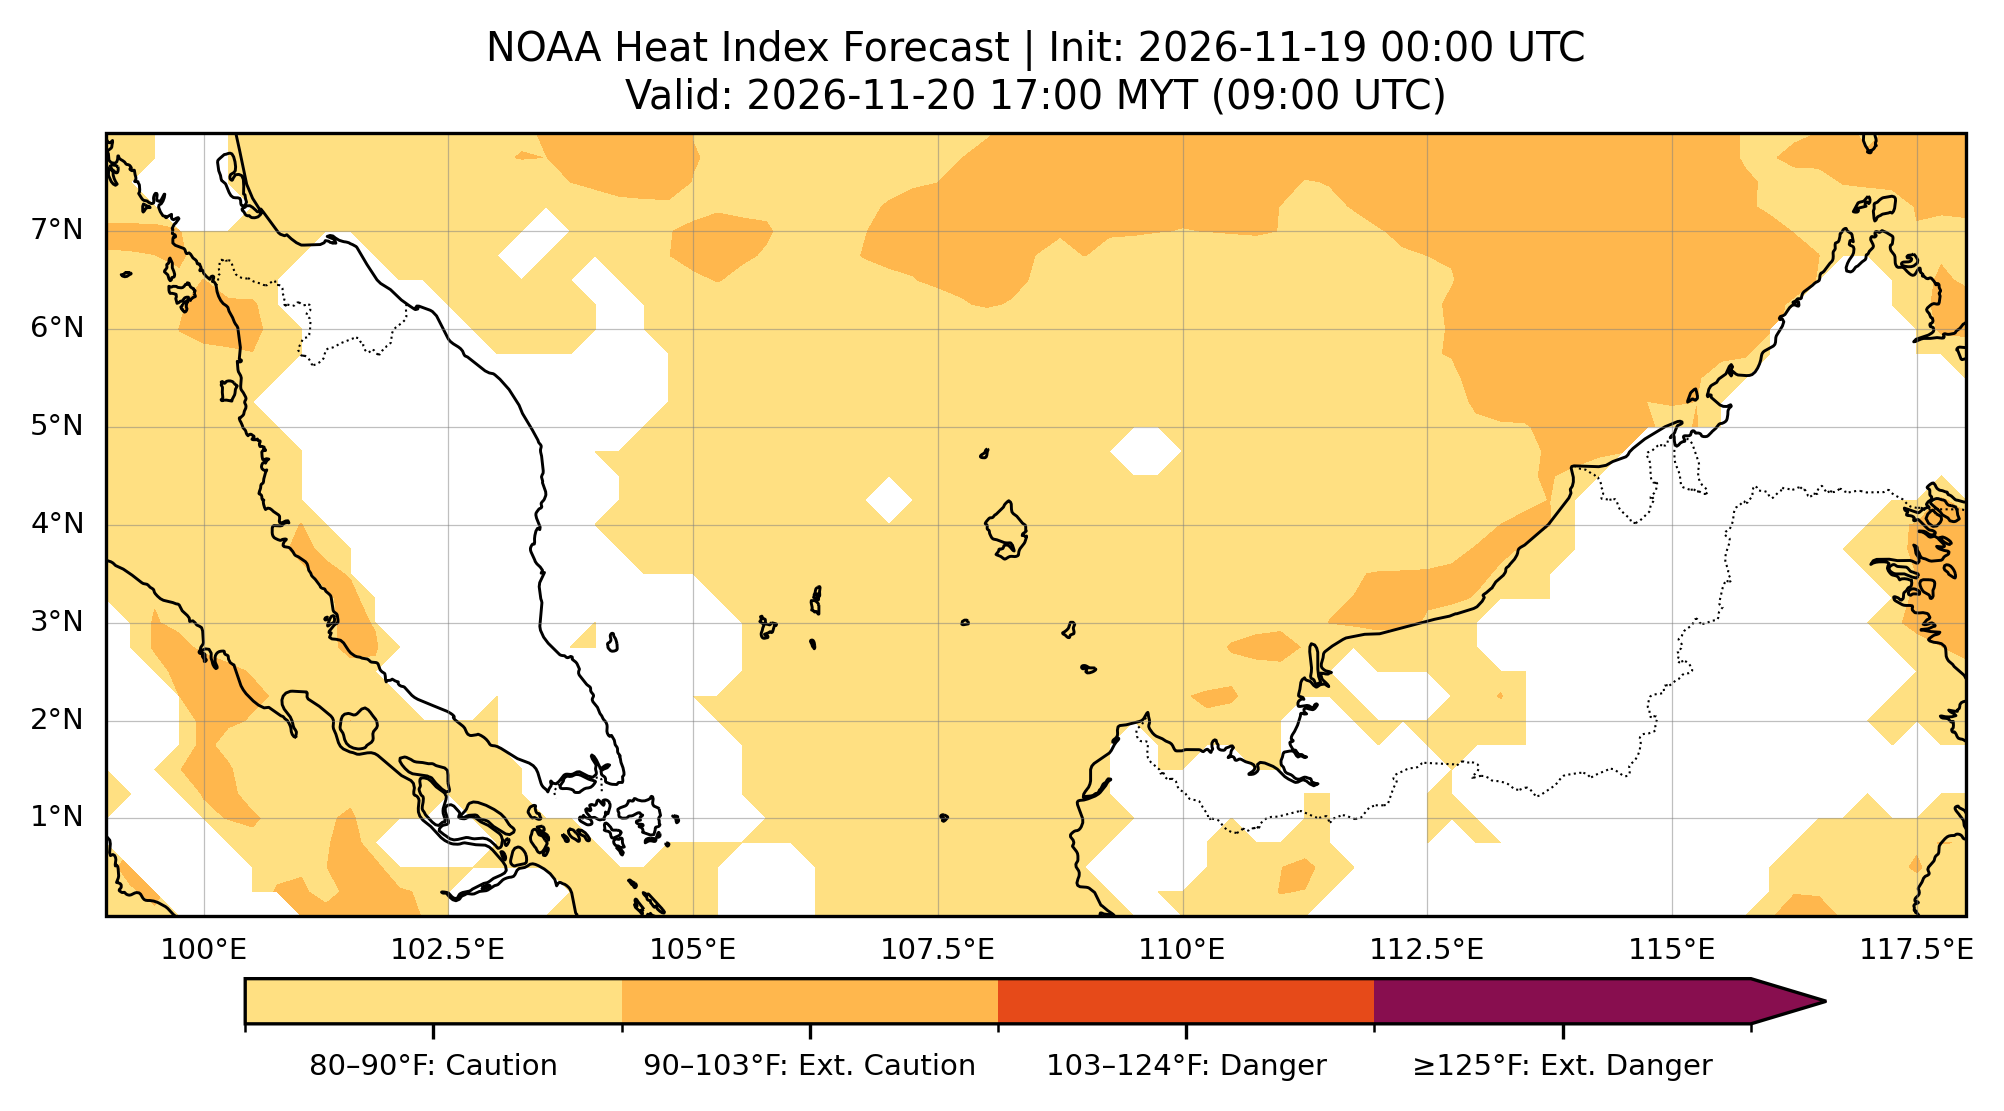 NOAA Heat Index Forecast | Init: 2026-11-19 00:00 UTC
Valid: 2026-11-20 17:00 MYT (09:00 UTC)
7°N
6°N
5°N
4°N
3°N
2°N
1°N
100°E 102.5°E 105°E 107.5°E 110°E 112.5°E 115°E 117.5°E
80–90°F: Caution 90–103°F: Ext. Caution 103–124°F: Danger ≥125°F: Ext. Danger